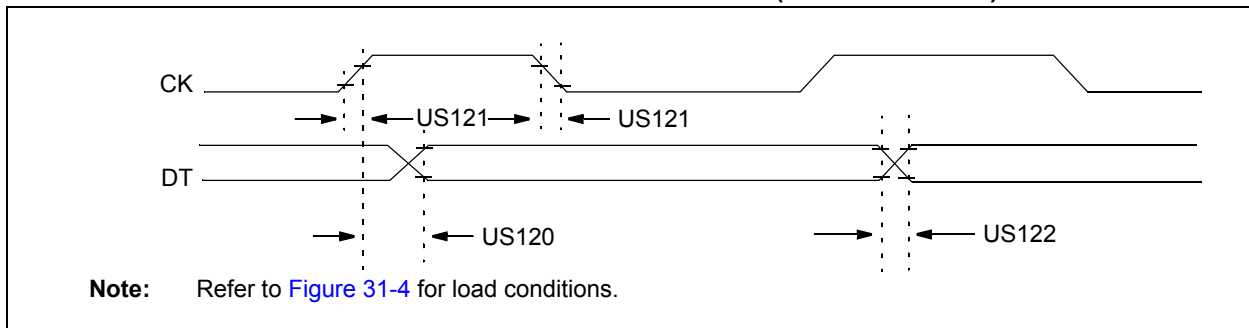 CK
US121 US121
DT
US120 US122
Note: Refer to Figure 31-4 for load conditions.